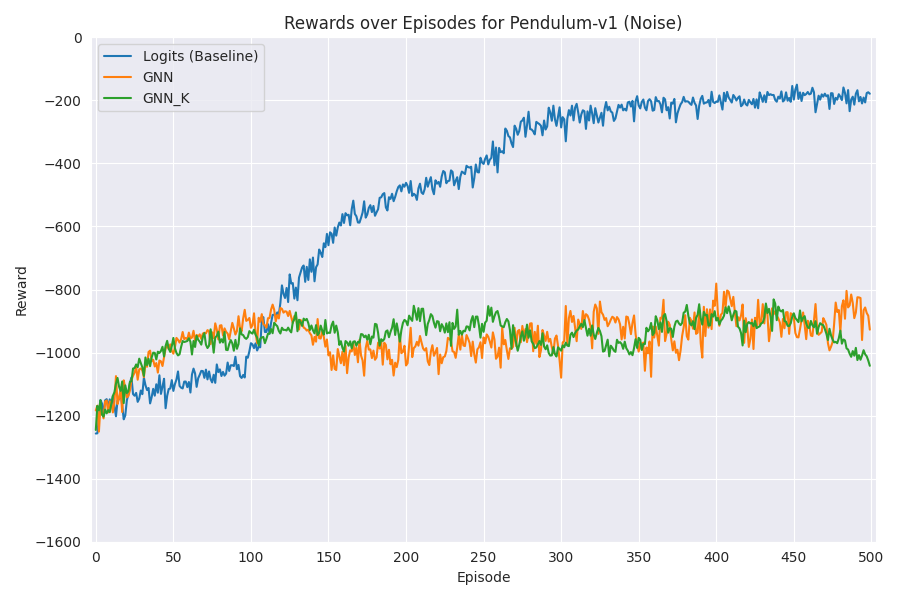 Rewards over Episodes for Pendulum-v1 (Noise)
Logits (Baseline)
GNN
GNN_K
Reward
0
−200
−400
−600
−800
−1000
−1200
−1400
−1600
0 50 100 150 200 250 300 350 400 450 500
Episode